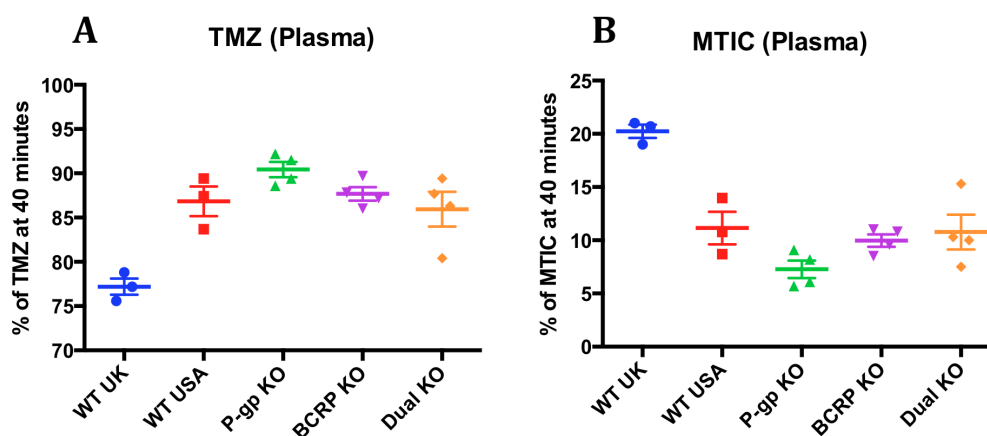 A
TMZ (Plasma)
% of TMZ at 40 minutes
100
95
90
85
80
75
70
WT UK
WT USA
P-gp KO
BCRP KO
Dual KO
B
MTIC (Plasma)
% of MTIC at 40 minutes
25
20
15
10
5
0
WT UK
WT USA
P-gp KO
BCRP KO
Dual KO